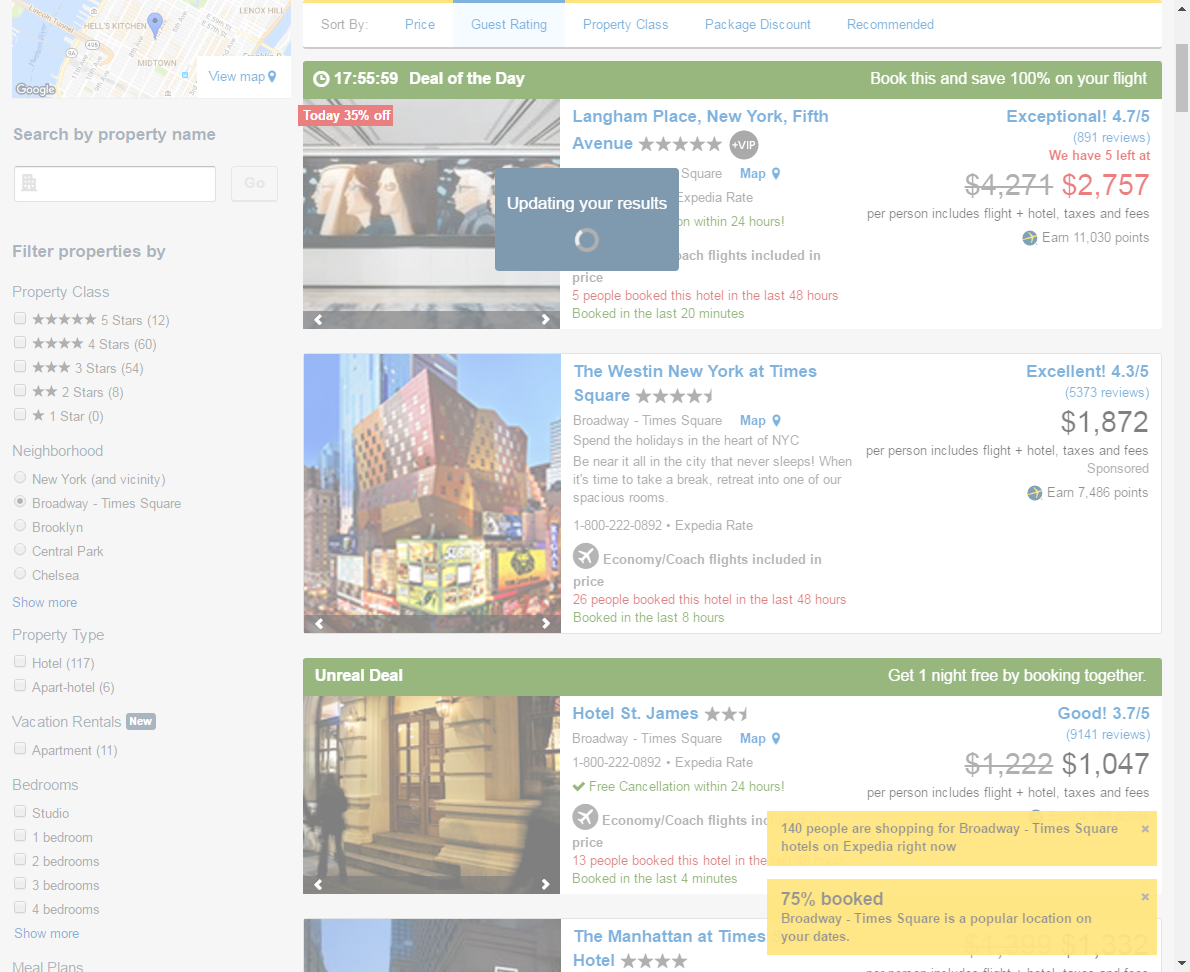 Lincoln Tunnel
LENOX HILL
HELL'S KITCHEN
9A
495
MIDTOWN
9A
Google
View map
Search by property name
Go
Filter properties by
Property Class
5 Stars (12)
4 Stars (60)
3 Stars (54)
2 Stars (8)
1 Star (0)
Neighborhood
New York (and vicinity)
Broadway - Times Square
Brooklyn
Central Park
Chelsea
Show more
Property Type
Hotel (117)
Apart-hotel (6)
Vacation Rentals New
Apartment (11)
Bedrooms
Studio
1 bedroom
2 bedrooms
3 bedrooms
4 bedrooms
Show more
Meal Plans
Sort By: Price Guest Rating Property Class Package Discount Recommended
17:55:59 Deal of the Day Book this and save 100% on your flight
Today 35% off
Langham Place, New York, Fifth
Avenue +VIP
Square Map
Expedia Rate
on within 24 hours!
ach flights included in
price
5 people booked this hotel in the last 48 hours
Booked in the last 20 minutes
Exceptional! 4.7/5
(891 reviews)
We have 5 left at
$4,271 $2,757
per person includes flight + hotel, taxes and fees
Earn 11,030 points
Updating your results
The Westin New York at Times
Square
Broadway - Times Square Map
Spend the holidays in the heart of NYC
Be near it all in the city that never sleeps! When
it's time to take a break, retreat into one of our
spacious rooms.
1-800-222-0892 • Expedia Rate
Economy/Coach flights included in
price
26 people booked this hotel in the last 48 hours
Booked in the last 8 hours
Excellent! 4.3/5
(5373 reviews)
$1,872
per person includes flight + hotel, taxes and fees
Sponsored
Earn 7,486 points
Unreal Deal Get 1 night free by booking together.
Hotel St. James
Broadway - Times Square Map
1-800-222-0892 • Expedia Rate
Free Cancellation within 24 hours!
Economy/Coach flights inc
price
13 people booked this hotel in the
Booked in the last 4 minutes
Good! 3.7/5
(9141 reviews)
$1,222 $1,047
per person includes flight + hotel, taxes and fees
140 people are shopping for Broadway - Times Square
hotels on Expedia right now
75% booked
Broadway - Times Square is a popular location on
your dates.
The Manhattan at Times
Hotel
$1,332
per person includes flight + hotel, taxes and fees